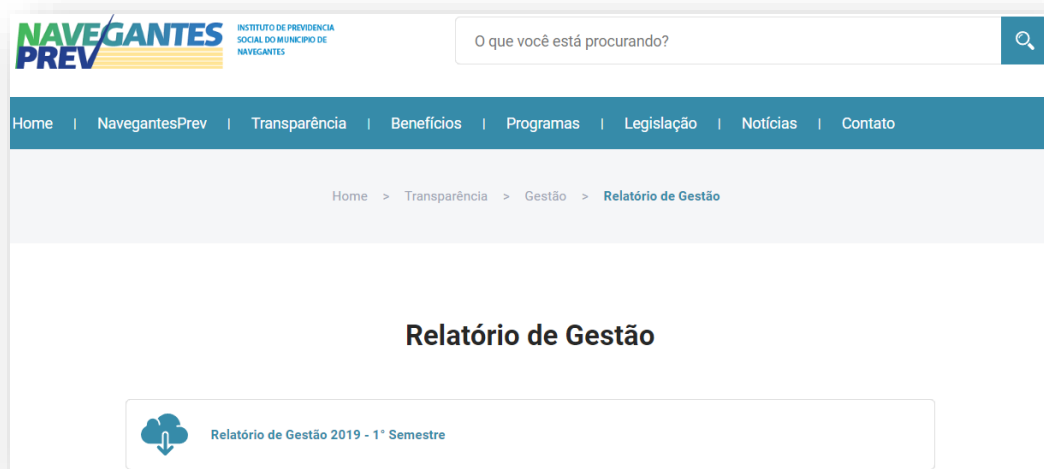 NAVEGANTES
PREV
INSTITUTO DE PREVIDENCIA
SOCIAL DO MUNICIPIO DE
NAVEGANTES
O que você está procurando?
Home | NavegantesPrev | Transparência | Benefícios | Programas | Legislação | Notícias | Contato
Home > Transparência > Gestão > Relatório de Gestão
Relatório de Gestão
Relatório de Gestão 2019 - 1° Semestre